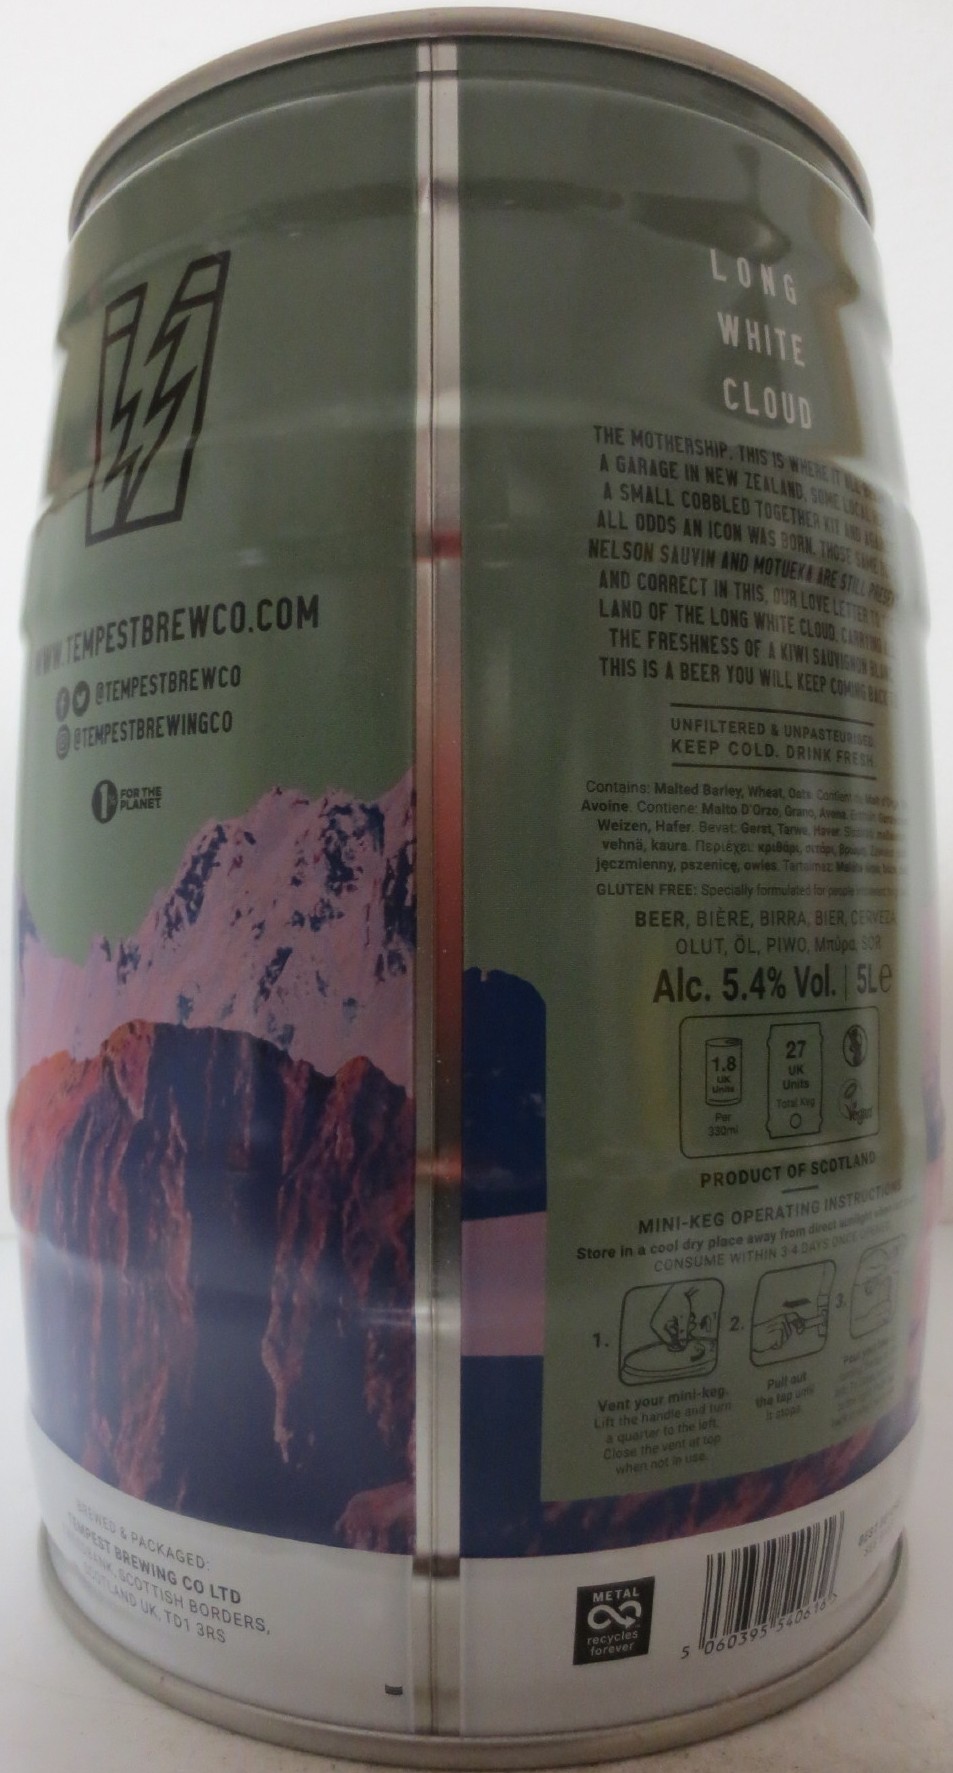 WWW.TEMPESTBREWCO.COM
@TEMPESTBREWCO
@TEMPESTBREWINGCO
1% FOR THE
PLANET
BREWED & PACKAGED:
TEMPEST BREWING CO LTD
SCOTTISH BORDERS,
SCOTLAND UK, TD1 3RS
LONG
WHITE
CLOUD
THE MOTHERSHIP. THIS IS WHERE IT ALL
A GARAGE IN NEW ZEALAND, SOME LOCAL
A SMALL COBBLED TOGETHER KIT AND
ALL ODDS AN ICON WAS BORN. THOSE SAME
NELSON SAUVIN AND MOTUEKA ARE STILL
AND CORRECT IN THIS, OUR LOVE LETTER TO
LAND OF THE LONG WHITE CLOUD. CARRYING
THE FRESHNESS OF A KIWI SAUVIGNON
THIS IS A BEER YOU WILL KEEP COMING BACK
UNFILTERED & UNPASTEURISED
KEEP COLD. DRINK FRESH.
Contains: Malted Barley, Wheat, Oats. Contient
Avoine. Contiene: Malto D'Orzo, Grano, Avena.
Weizen, Hafer. Bevat: Gerst, Tarwe, Haver.
vehnä, kaura. Περιέχει: κριθάρι, σιτάρι,
jęczmienny, pszenicę, owies.
GLUTEN FREE: Specially formulated for people
BEER, BIÈRE, BIRRA, BIER, CERVEZA
OLUT, ÖL, PIWO, Μπύρα, SÖR
Alc. 5.4% Vol. | 5L e
1.8
UK
Units
Per
330ml
27
UK
Units
Total Keg
Vegan
PRODUCT OF SCOTLAND
MINI-KEG OPERATING INSTRUCTIONS
Store in a cool dry place away from direct sunlight
CONSUME WITHIN 3-4 DAYS ONCE OPENED
1.
2.
3.
Vent your mini-keg.
Lift the handle and turn
a quarter to the left.
Close the vent at top
when not in use.
Pull out
the tap until
it stops.
METAL
recycles
forever
5 060395